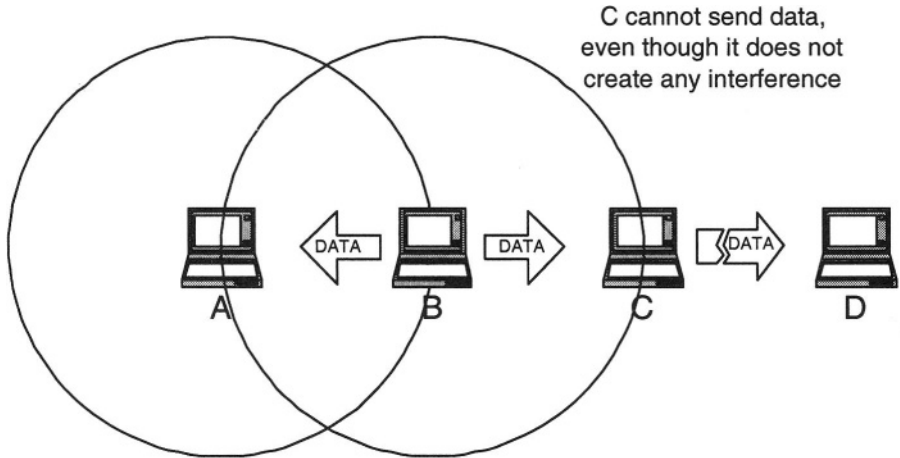 C cannot send data,
even though it does not
create any interference
DATA
DATA
DATA
A
B
C
D